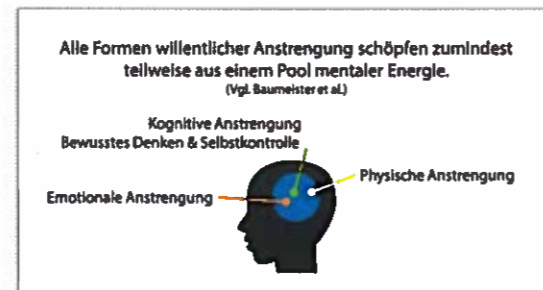 Alle Formen willentlicher Anstrengung schöpfen zumindest
teilweise aus einem Pool mentaler Energie.
(Vgl. Baumeister et al.)
Kognitive Anstrengung
Bewusstes Denken & Selbstkontrolle
Physische Anstrengung
Emotionale Anstrengung